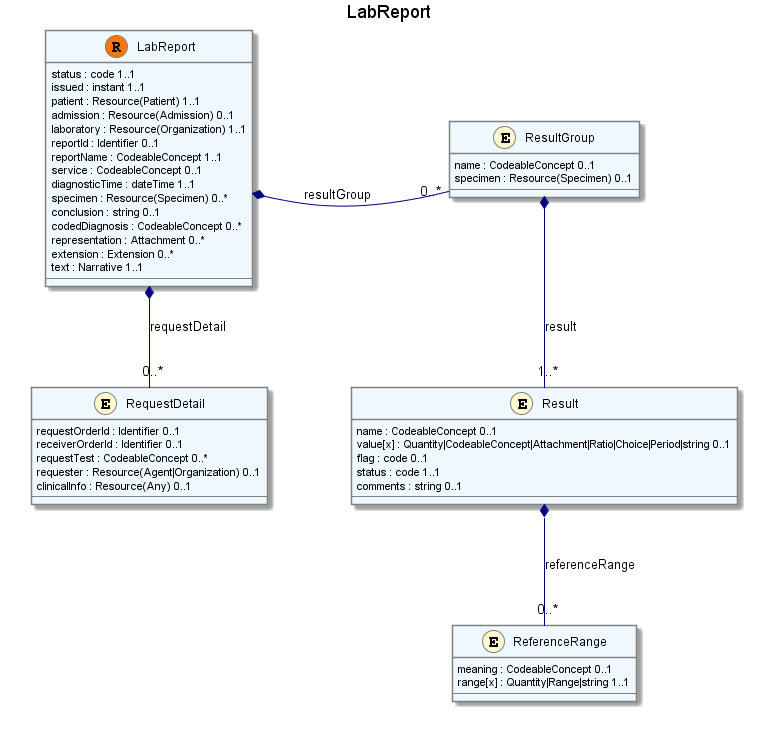 LabReport
R LabReport
status : code 1..1
issued : instant 1..1
patient : Resource(Patient) 1..1
admission : Resource(Admission) 0..1
laboratory : Resource(Organization) 1..1
reportId : Identifier 0..1
reportName : CodeableConcept 1..1
service : CodeableConcept 0..1
diagnosticTime : dateTime 1..1
specimen : Resource(Specimen) 0..*
conclusion : string 0..1
codedDiagnosis : CodeableConcept 0..*
representation : Attachment 0..*
extension : Extension 0..*
text : Narrative 1..1
resultGroup
0..*
E ResultGroup
name : CodeableConcept 0..1
specimen : Resource(Specimen) 0..1
requestDetail
0..*
result
1..*
E RequestDetail
requestOrderId : Identifier 0..1
receiverOrderId : Identifier 0..1
requestTest : CodeableConcept 0..*
requester : Resource(Agent|Organization) 0..1
clinicalInfo : Resource(Any) 0..1
E Result
name : CodeableConcept 0..1
value[x] : Quantity|CodeableConcept|Attachment|Ratio|Choice|Period|string 0..1
flag : code 0..1
status : code 1..1
comments : string 0..1
referenceRange
0..*
E ReferenceRange
meaning : CodeableConcept 0..1
range[x] : Quantity|Range|string 1..1